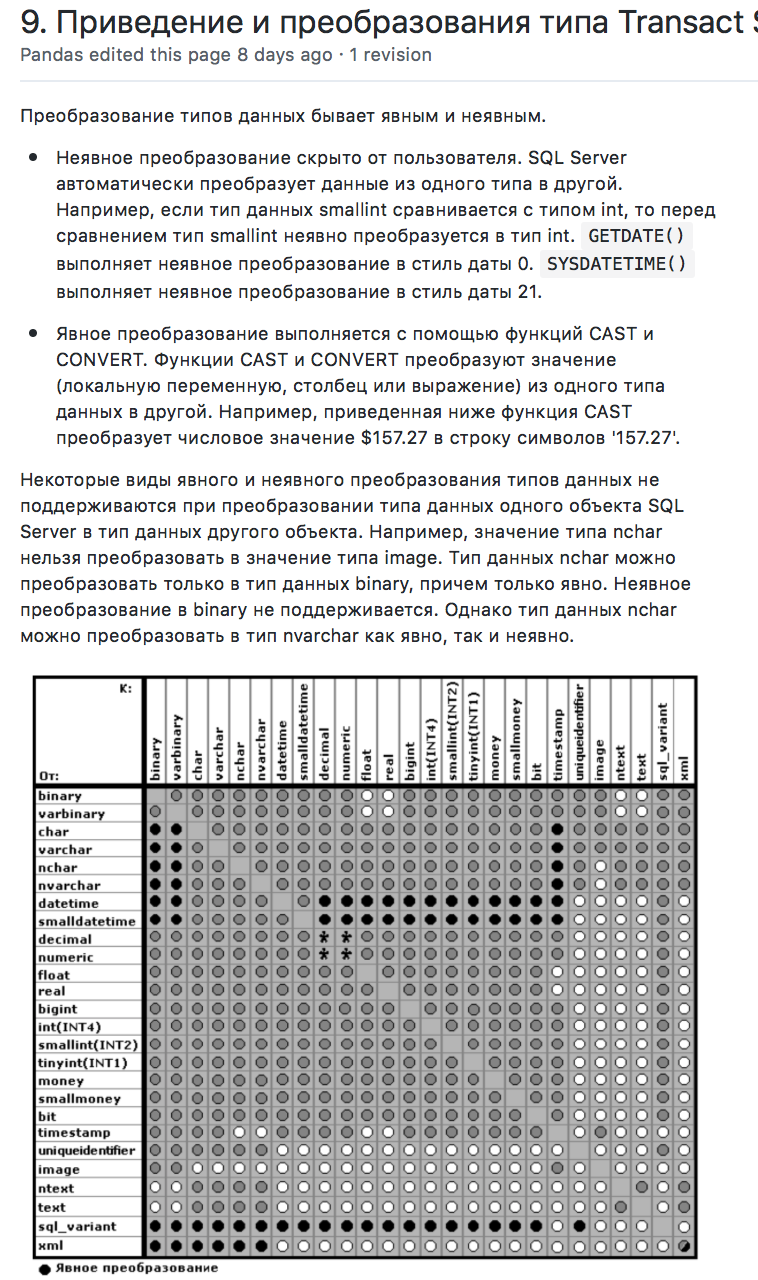 9. Приведение и преобразования типа Transact S
Pandas edited this page 8 days ago · 1 revision
Преобразование типов данных бывает явным и неявным.
• Неявное преобразование скрыто от пользователя. SQL Server
автоматически преобразует данные из одного типа в другой.
Например, если тип данных smallint сравнивается с типом int, то перед
сравнением тип smallint неявно преобразуется в тип int. GETDATE()
выполняет неявное преобразование в стиль даты 0. SYSDATETIME()
выполняет неявное преобразование в стиль даты 21.
• Явное преобразование выполняется с помощью функций CAST и
CONVERT. Функции CAST и CONVERT преобразуют значение
(локальную переменную, столбец или выражение) из одного типа
данных в другой. Например, приведенная ниже функция CAST
преобразует числовое значение $157.27 в строку символов '157.27'.
Некоторые виды явного и неявного преобразования типов данных не
поддерживаются при преобразовании типа данных одного объекта SQL
Server в тип данных другого объекта. Например, значение типа nchar
нельзя преобразовать в значение типа image. Тип данных nchar можно
преобразовать только в тип данных binary, причем только явно. Неявное
преобразование в binary не поддерживается. Однако тип данных nchar
можно преобразовать в тип nvarchar как явно, так и неявно.
К:
От:
binary
varbinary
char
varchar
nchar
nvarchar
datetime
smalldatetime
decimal
numeric
float
real
bigint
int(INT4)
smallint(INT2)
tinyint(INT1)
money
smallmoney
bit
timestamp
uniqueidentifier
image
ntext
text
sql_variant
xml
binary
varbinary
char
varchar
nchar
nvarchar
datetime
smalldatetime
decimal * *
numeric * *
float
real
bigint
int(INT4)
smallint(INT2)
tinyint(INT1)
money
smallmoney
bit
timestamp
uniqueidentifier
image
ntext
text
sql_variant
xml
Явное преобразование